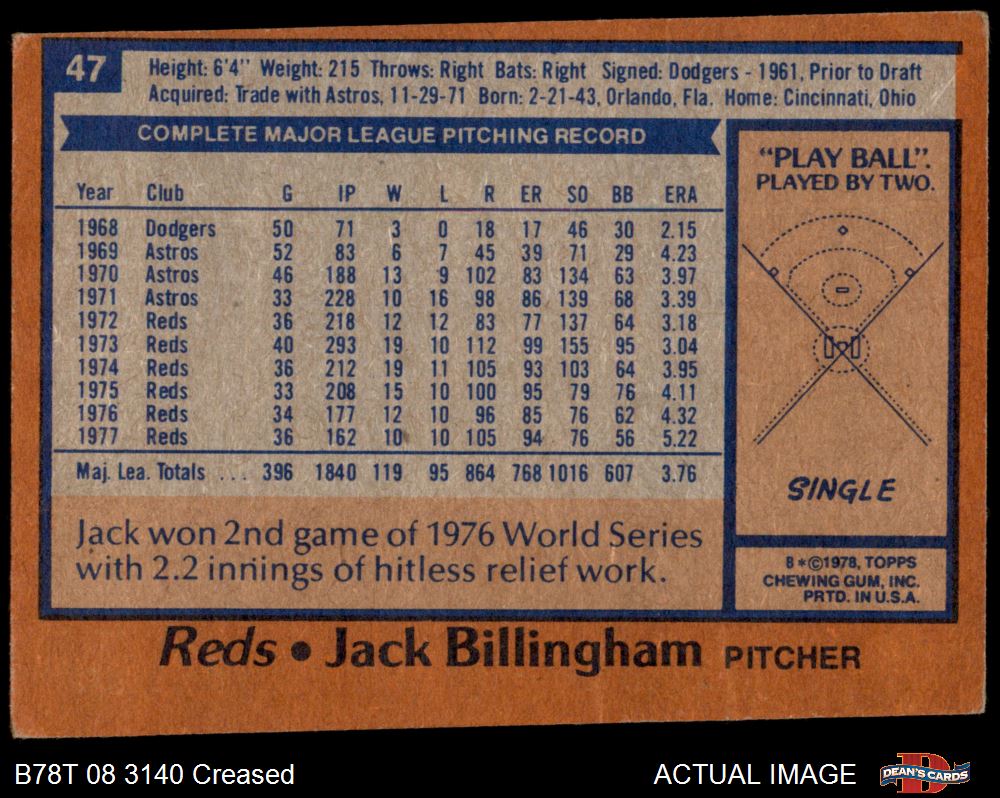 47
Height: 6'4" Weight: 215 Throws: Right Bats: Right Signed: Dodgers - 1961, Prior to Draft
Acquired: Trade with Astros, 11-29-71 Born: 2-21-43, Orlando, Fla. Home: Cincinnati, Ohio
COMPLETE MAJOR LEAGUE PITCHING RECORD
Year Club G IP W L R ER SO BB ERA
1968 Dodgers 50 71 3 0 18 17 46 30 2.15
1969 Astros 52 83 6 7 45 39 71 29 4.23
1970 Astros 46 188 13 9 102 83 134 63 3.97
1971 Astros 33 228 10 16 98 86 139 68 3.39
1972 Reds 36 218 12 12 83 77 137 64 3.18
1973 Reds 40 293 19 10 112 99 155 95 3.04
1974 Reds 36 212 19 11 105 93 103 64 3.95
1975 Reds 33 208 15 10 100 95 79 76 4.11
1976 Reds 34 177 12 10 96 85 76 62 4.32
1977 Reds 36 162 10 10 105 94 76 56 5.22
Maj. Lea. Totals ... 396 1840 119 95 864 768 1016 607 3.76
Jack won 2nd game of 1976 World Series
with 2.2 innings of hitless relief work.
"PLAY BALL".
PLAYED BY TWO.
SINGLE
B*©1978, TOPPS
CHEWING GUM, INC.
PRTD. IN U.S.A.
Reds • Jack Billingham PITCHER
B78T 08 3140 Creased
ACTUAL IMAGE
DEAN'S CARDS